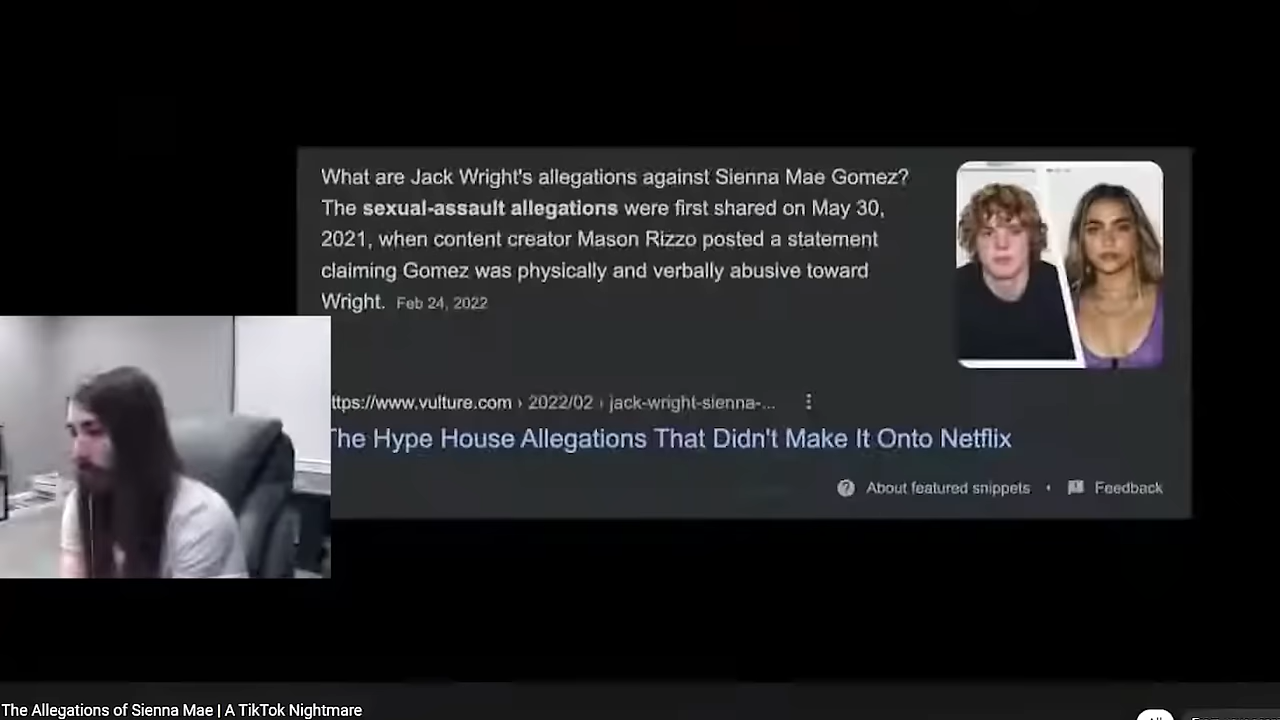 What are Jack Wright's allegations against Sienna Mae Gomez?
The sexual-assault allegations were first shared on May 30,
2021, when content creator Mason Rizzo posted a statement
claiming Gomez was physically and verbally abusive toward
Wright. Feb 24, 2022
ttps://www.vulture.com › 2022/02 › jack-wright-sienna-...
The Hype House Allegations That Didn't Make It Onto Netflix
About featured snippets • Feedback
The Allegations of Sienna Mae | A TikTok Nightmare